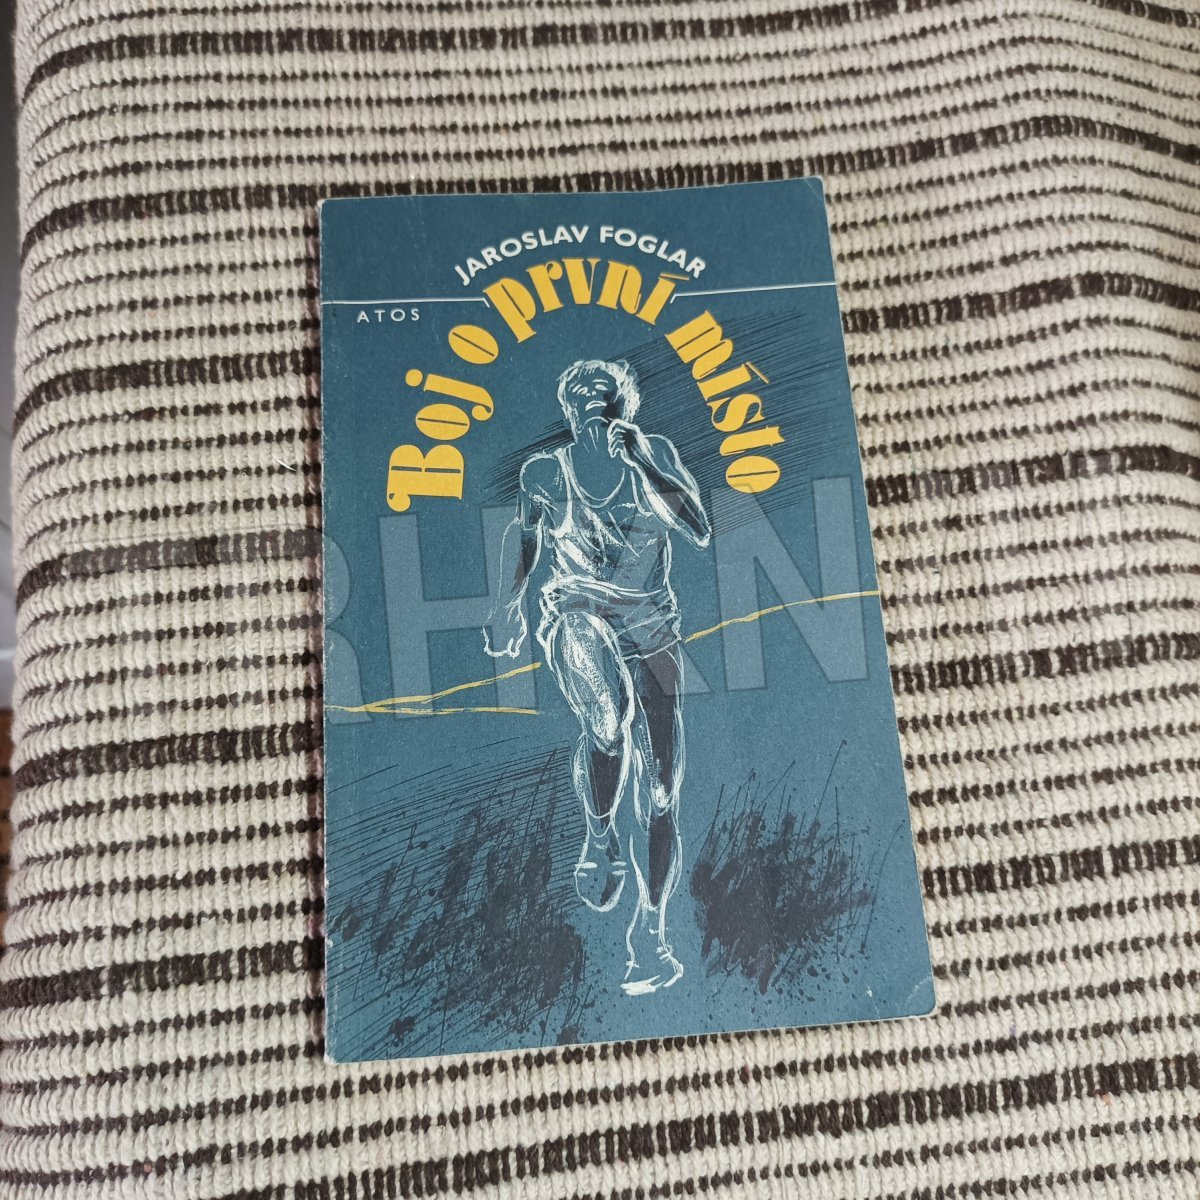 JAROSLAV FOGLAR
Boj o první místo
ATOS